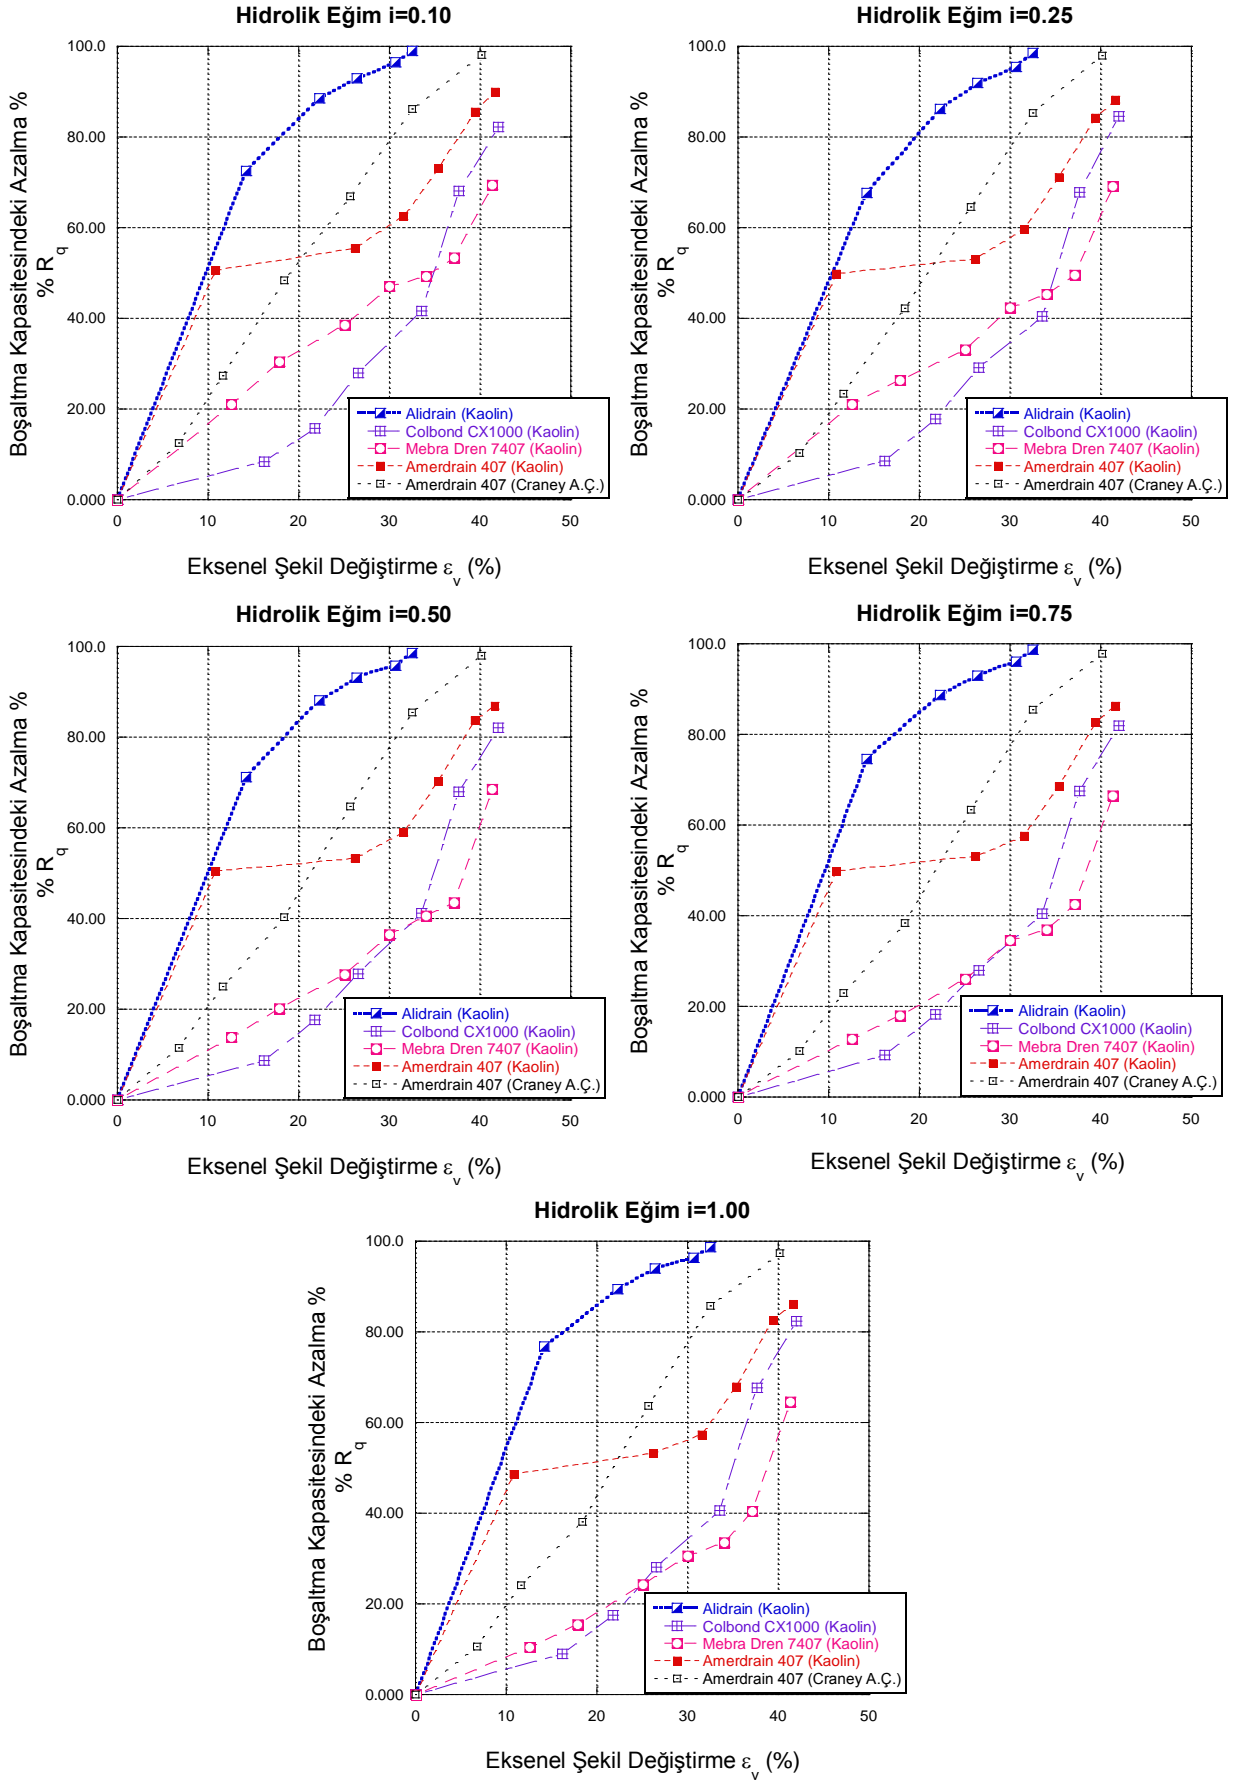 Hidrolik Eğim i=0.10
Boşaltma Kapasitesindeki Azalma %
% R_q
100.0
80.00
60.00
40.00
20.00
0.000
Alidrain (Kaolin)
Colbond CX1000 (Kaolin)
Mebra Dren 7407 (Kaolin)
Amerdrain 407 (Kaolin)
Amerdrain 407 (Craney A.Ç.)
0 10 20 30 40 50
Eksenel Şekil Değiştirme ε_v (%)
Hidrolik Eğim i=0.25
Boşaltma Kapasitesindeki Azalma %
% R_q
100.0
80.00
60.00
40.00
20.00
0.000
Alidrain (Kaolin)
Colbond CX1000 (Kaolin)
Mebra Dren 7407 (Kaolin)
Amerdrain 407 (Kaolin)
Amerdrain 407 (Craney A.Ç.)
0 10 20 30 40 50
Eksenel Şekil Değiştirme ε_v (%)
Hidrolik Eğim i=0.50
Boşaltma Kapasitesindeki Azalma %
% R_q
100.0
80.00
60.00
40.00
20.00
0.000
Alidrain (Kaolin)
Colbond CX1000 (Kaolin)
Mebra Dren 7407 (Kaolin)
Amerdrain 407 (Kaolin)
Amerdrain 407 (Craney A.Ç.)
0 10 20 30 40 50
Eksenel Şekil Değiştirme ε_v (%)
Hidrolik Eğim i=0.75
Boşaltma Kapasitesindeki Azalma %
% R_q
100.0
80.00
60.00
40.00
20.00
0.000
Alidrain (Kaolin)
Colbond CX1000 (Kaolin)
Mebra Dren 7407 (Kaolin)
Amerdrain 407 (Kaolin)
Amerdrain 407 (Craney A.Ç.)
0 10 20 30 40 50
Eksenel Şekil Değiştirme ε_v (%)
Hidrolik Eğim i=1.00
Boşaltma Kapasitesindeki Azalma %
% R_q
100.0
80.00
60.00
40.00
20.00
0.000
Alidrain (Kaolin)
Colbond CX1000 (Kaolin)
Mebra Dren 7407 (Kaolin)
Amerdrain 407 (Kaolin)
Amerdrain 407 (Craney A.Ç.)
0 10 20 30 40 50
Eksenel Şekil Değiştirme ε_v (%)